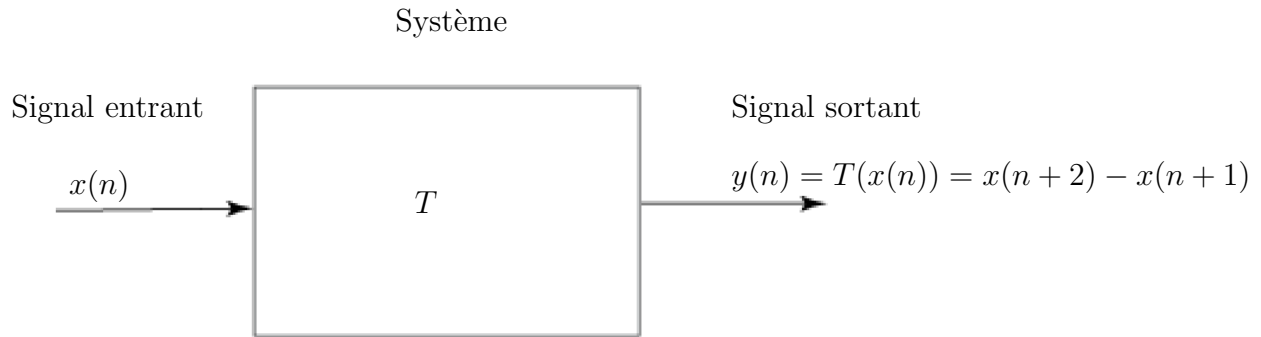 Système
Signal entrant
Signal sortant
x(n)
T
y(n) = T(x(n)) = x(n + 2) − x(n + 1)